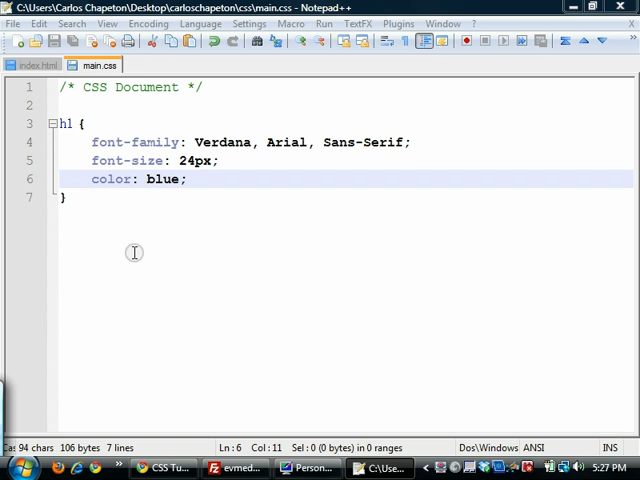 C:\Users\Carlos Chapeton\Desktop\carloschapeton\css\main.css - Notepad++
File Edit Search View Encoding Language Settings Macro Run TextFX Plugins Window ?
index.html main.css
1 /* CSS Document */
2
3 h1 {
4 font-family: Verdana, Arial, Sans-Serif;
5 font-size: 24px;
6 color: blue;
7 }
Cas 94 chars 106 bytes 7 lines Ln : 6 Col : 11 Sel : 0 (0 bytes) in 0 ranges Dos\Windows ANSI INS
CSS Tu... evmed... Person... C:\Use... 5:27 PM